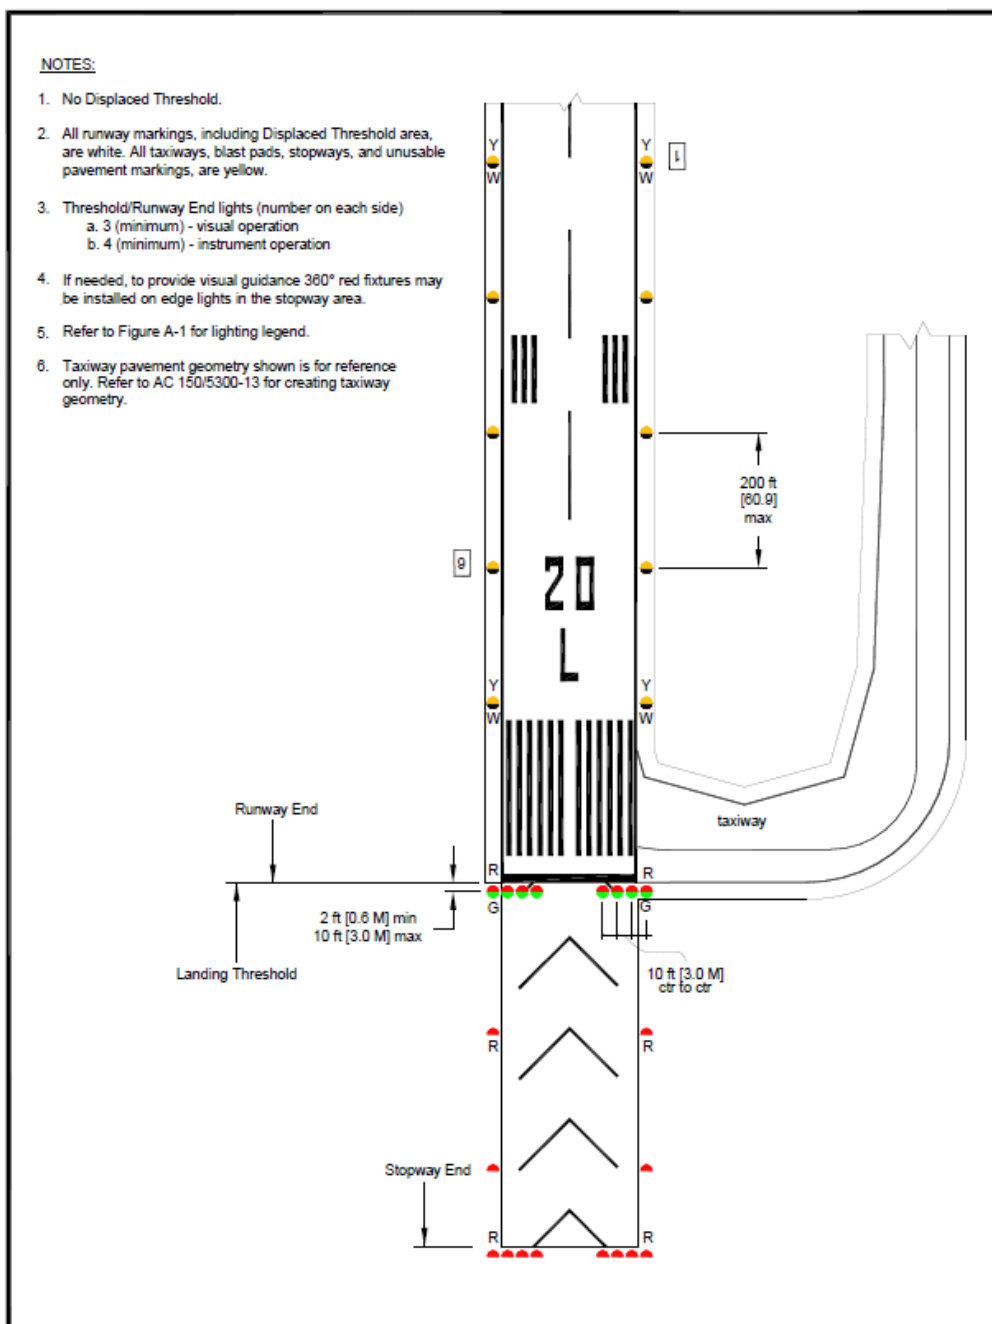 NOTES:
1. No Displaced Threshold.
2. All runway markings, including Displaced Threshold area,
are white. All taxiways, blast pads, stopways, and unusable
pavement markings, are yellow.
3. Threshold/Runway End lights (number on each side)
a. 3 (minimum) - visual operation
b. 4 (minimum) - instrument operation
4. If needed, to provide visual guidance 360° red fixtures may
be installed on edge lights in the stopway area.
5. Refer to Figure A-1 for lighting legend.
6. Taxiway pavement geometry shown is for reference
only. Refer to AC 150/5300-13 for creating taxiway
geometry.
Y
W
Y
W
1
200 ft
[60.9]
max
9
20
L
Y
W
Y
W
taxiway
Runway End
R
R
G
G
2 ft [0.6 M] min
10 ft [3.0 M] max
Landing Threshold
10 ft [3.0 M]
ctr to ctr
R
R
Stopway End
R
R